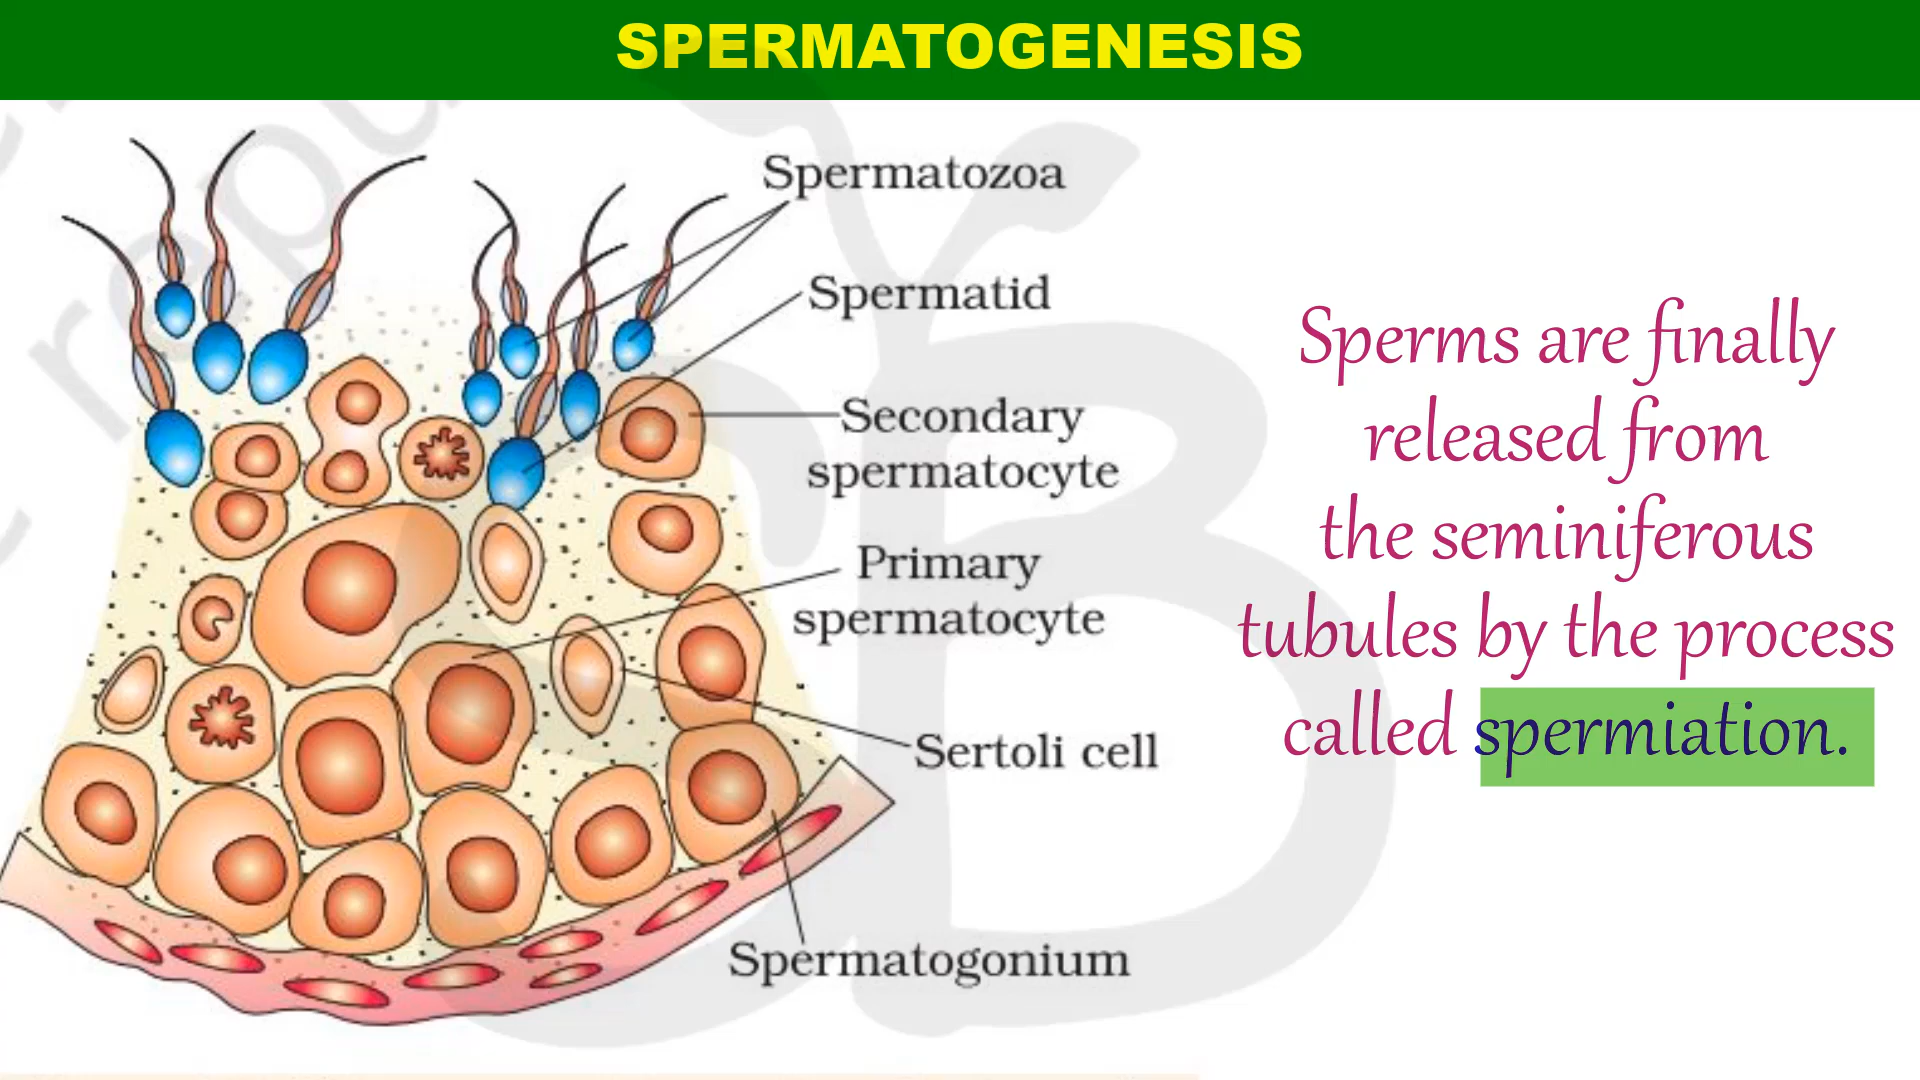 SPERMATOGENESIS
Spermatozoa
Spermatid
Secondary
spermatocyte
Primary
spermatocyte
Sertoli cell
Spermatogonium
Sperms are finally
released from
the seminiferous
tubules by the process
called spermiation.